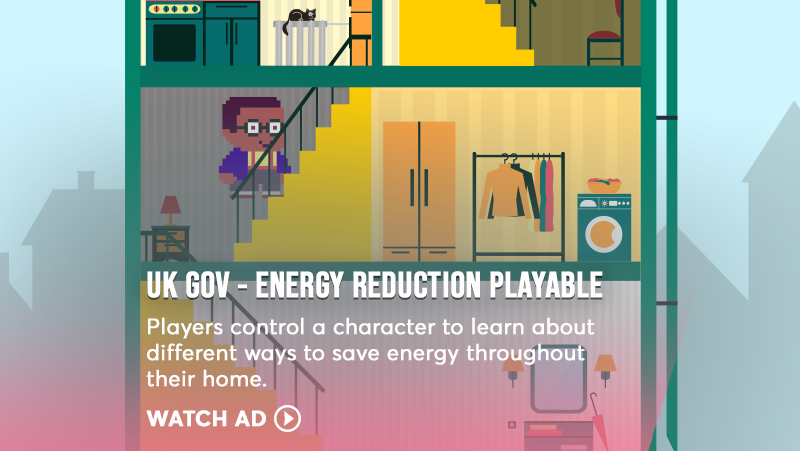 UK GOV - ENERGY REDUCTION PLAYABLE
Players control a character to learn about
different ways to save energy throughout
their home.
WATCH AD